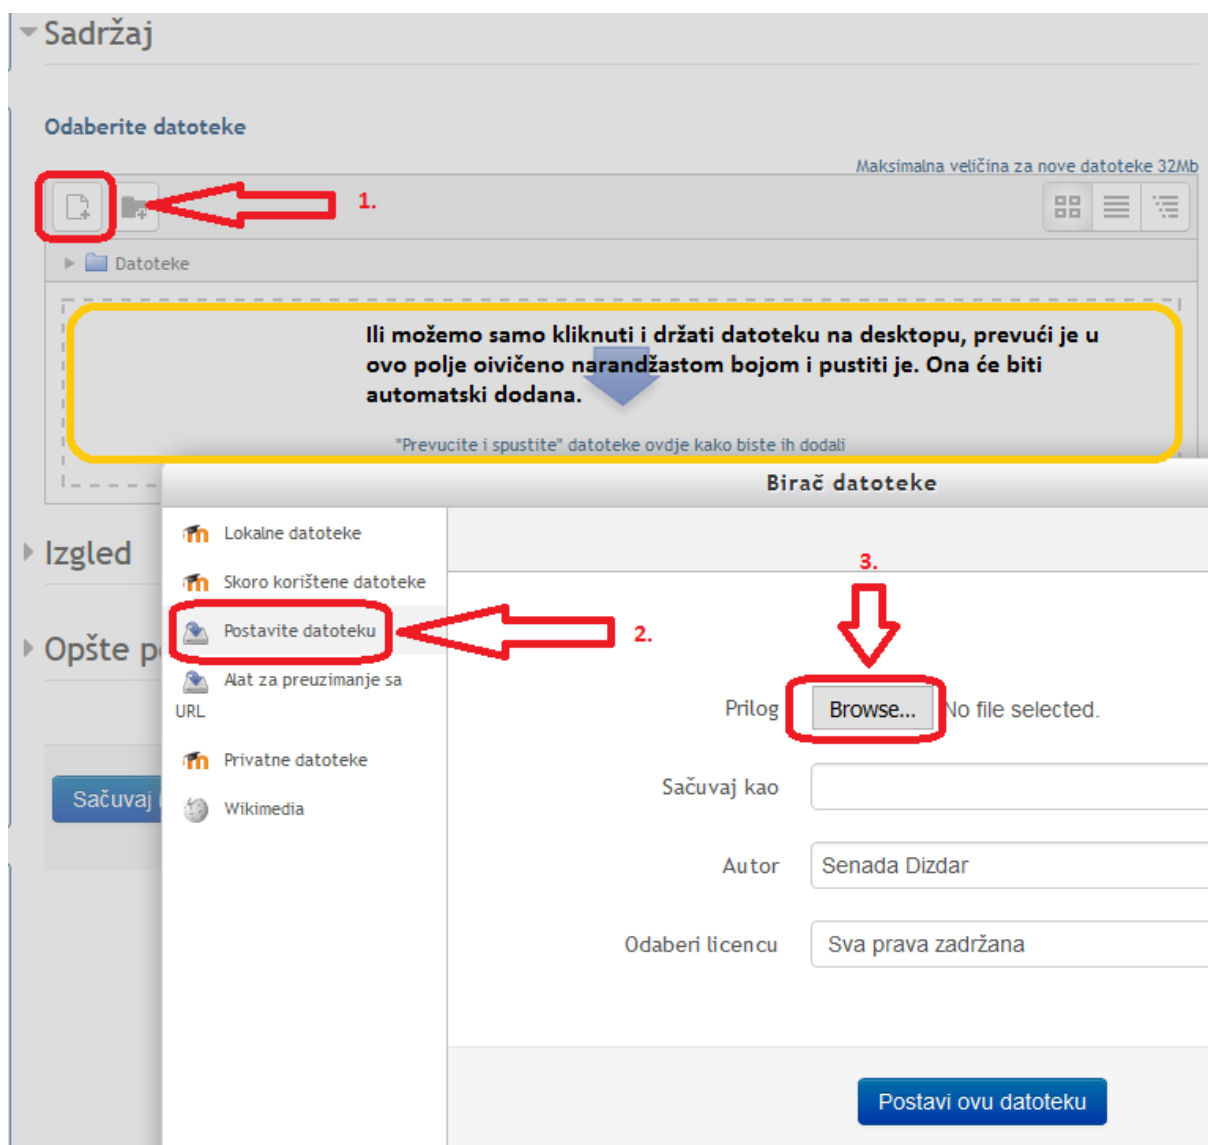 Sadržaj
Odaberite datoteke
Maksimalna veličina za nove datoteke 32Mb
1.
Datoteke
Ili možemo samo kliknuti i držati datoteku na desktopu, prevući je u
ovo polje oivičeno narandžastom bojom i pustiti je. Ona će biti
automatski dodana.
"Prevucite i spustite" datoteke ovdje kako biste ih dodali
Birač datoteke
Lokalne datoteke
Skoro korištene datoteke
Postavite datoteku
Alat za preuzimanje sa
URL
Privatne datoteke
Wikimedia
2.
3.
Prilog Browse... No file selected.
Sačuvaj kao
Autor Senada Dizdar
Odaberi licencu Sva prava zadržana
Postavi ovu datoteku
Izgled
Opšte p
Sačuvaj i